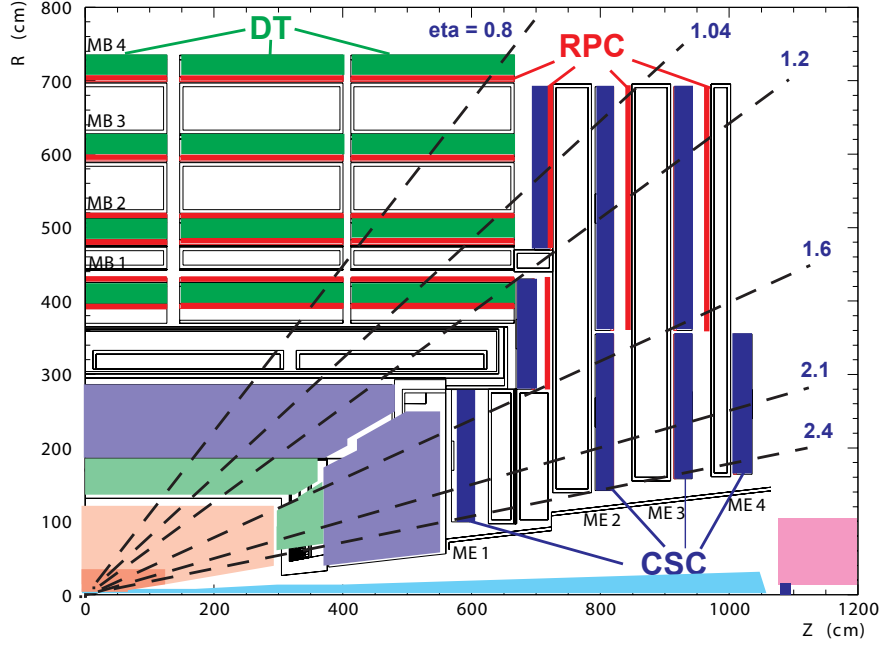 R (cm)
800
700
600
500
400
300
200
100
0
MB 4
MB 3
MB 2
MB 1
DT
eta = 0.8
1.04
RPC
1.2
1.6
2.1
2.4
ME 1
ME 2
ME 3
ME 4
CSC
0
200
400
600
800
1000
1200
Z (cm)